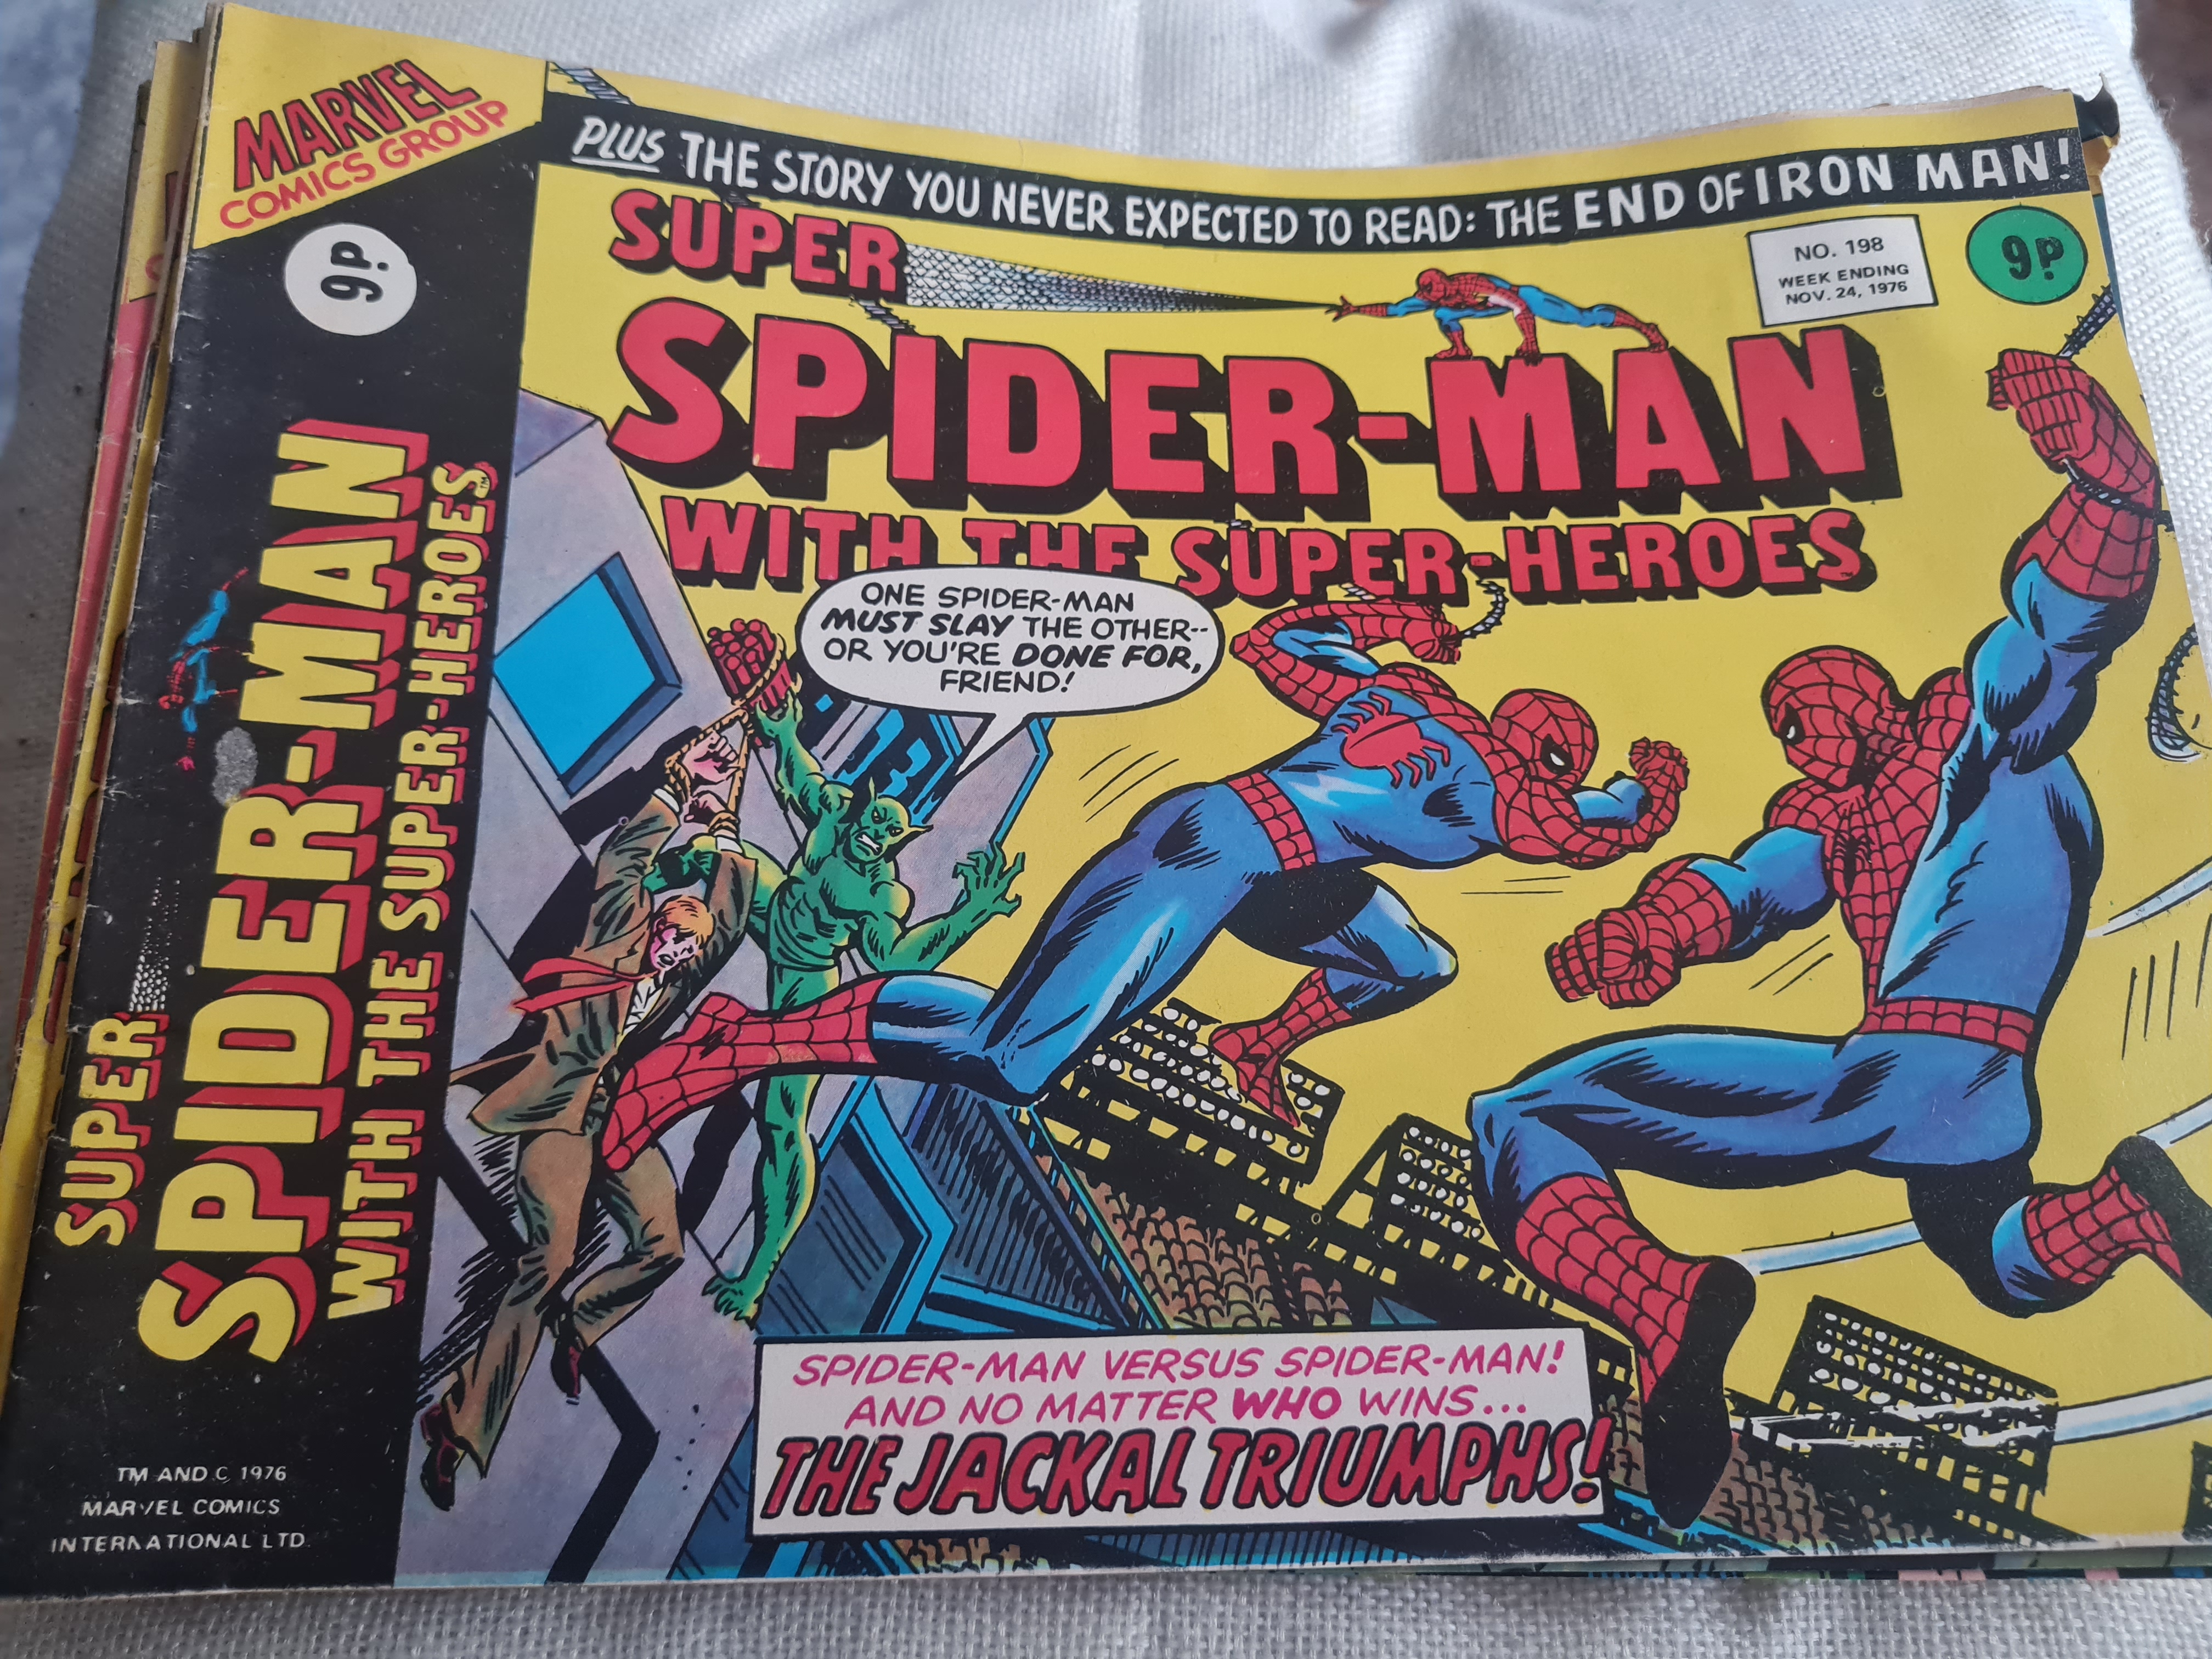 MARVEL
COMICS GROUP
9P
SUPER
SPIDER-MAN
WITH THE SUPER-HEROES
TM
TM AND C 1976
MARVEL COMICS
INTERNATIONAL LTD.
PLUS THE STORY YOU NEVER EXPECTED TO READ: THE END OF IRON MAN!
SUPER
SPIDER-MAN
WITH THE SUPER-HEROES
NO. 198
WEEK ENDING
NOV. 24, 1976
9P
ONE SPIDER-MAN
MUST SLAY THE OTHER--
OR YOU'RE DONE FOR,
FRIEND!
SPIDER-MAN VERSUS SPIDER-MAN!
AND NO MATTER WHO WINS...
THE JACKAL TRIUMPHS!